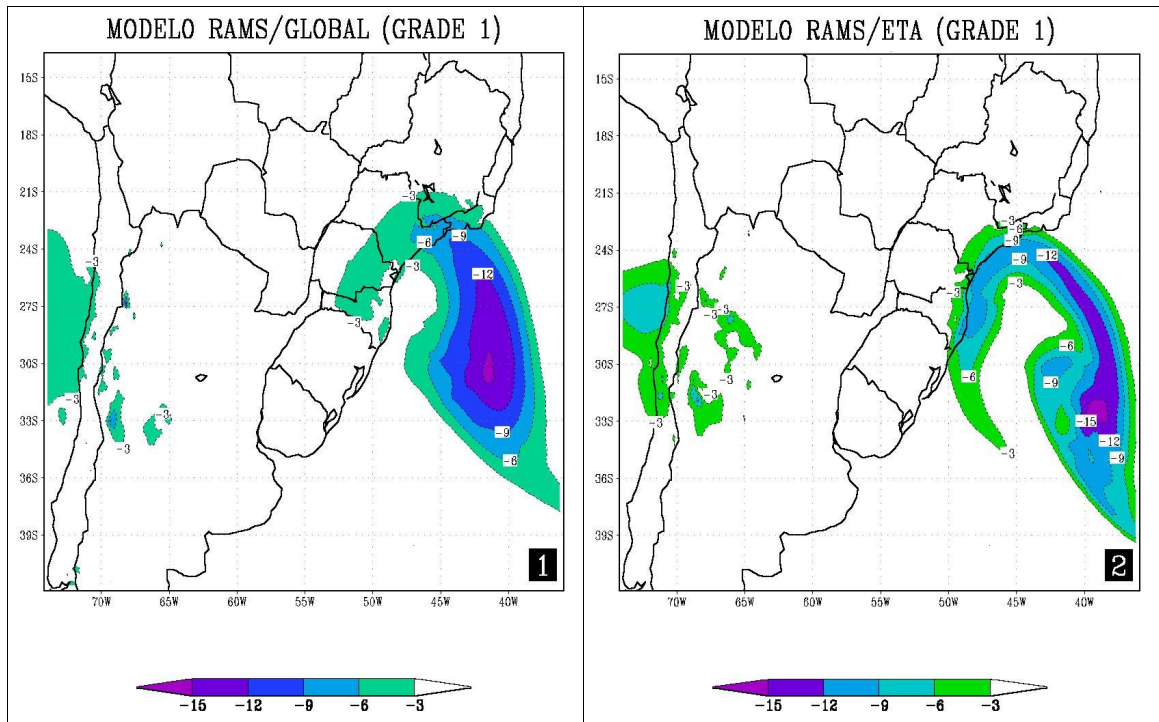 MODELO RAMS/GLOBAL (GRADE 1)
15S
18S
21S
24S
27S
30S
33S
36S
39S
70W 65W 60W 55W 50W 45W 40W
-3
-6
-9
-3
-3
-12
-3
-3
-3
-3
-9
-6
1
-15 -12 -9 -6 -3
MODELO RAMS/ETA (GRADE 1)
15S
18S
21S
24S
27S
30S
33S
36S
39S
70W 65W 60W 55W 50W 45W 40W
-3
-6
-9
-12
-9
-3
-3
-3
-3
-6
-3
-6
-9
-3
-15
-3
-12
-9
-3
2
-15 -12 -9 -6 -3